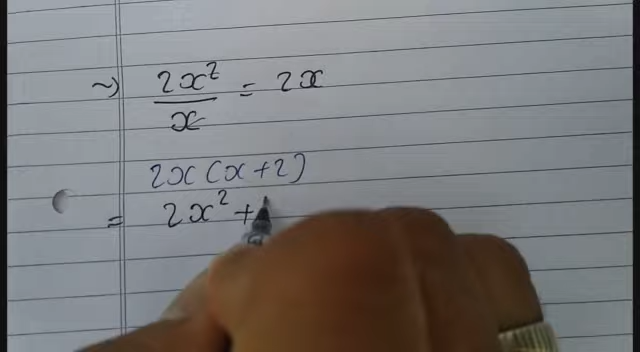 ~) 2x² / x = 2x
2x(x+2)
= 2x² +